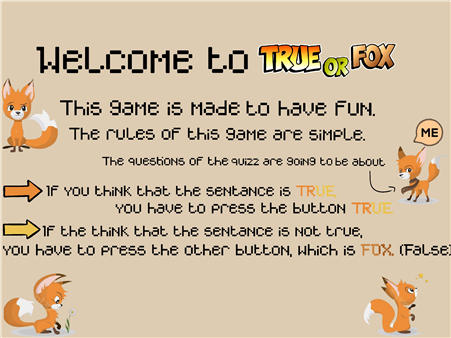 Welcome to TRUE OR FOX
This game is made to have fun.
The rules of this game are simple.
ME
The questions of the quizz are going to be about
If you think that the sentance is TRUE,
you have to press the button TRUE.
If the think that the sentance is not true,
you have to press the other button, which is FOX. (False)